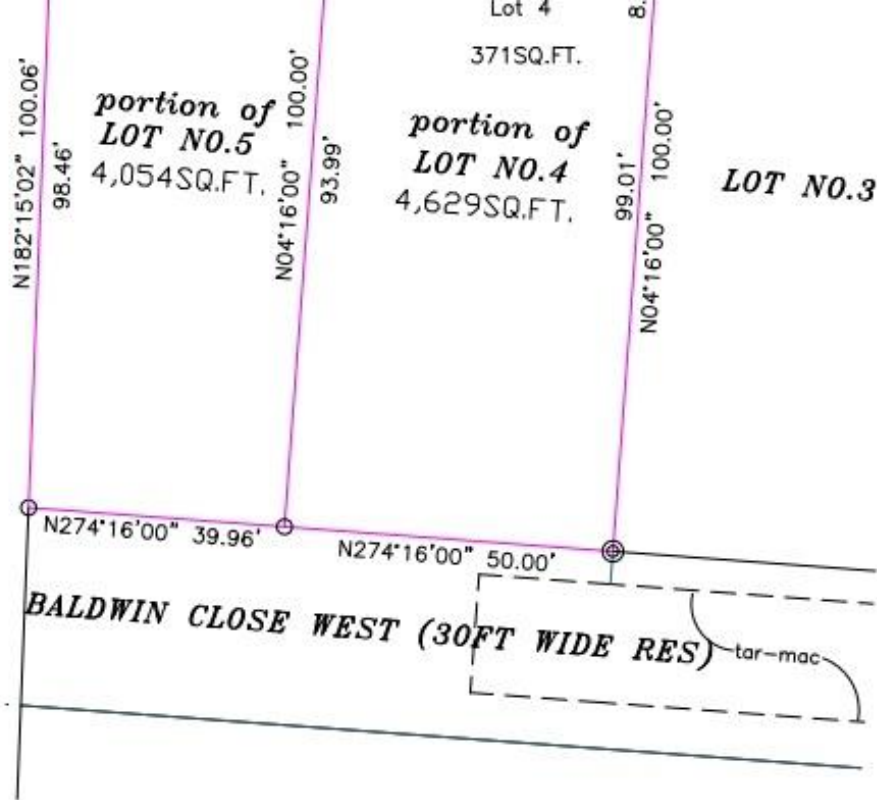 Lot 4
8.
371SQ.FT.
N182°15'02" 100.06'
98.46'
portion of
LOT NO.5
4,054SQ.FT.
N04°16'00" 100.00'
93.99'
portion of
LOT NO.4
4,629SQ.FT.
99.01'
N04°16'00" 100.00'
LOT NO.3
N274°16'00" 39.96'
N274°16'00" 50.00'
BALDWIN CLOSE WEST (30FT WIDE RES)
tar-mac